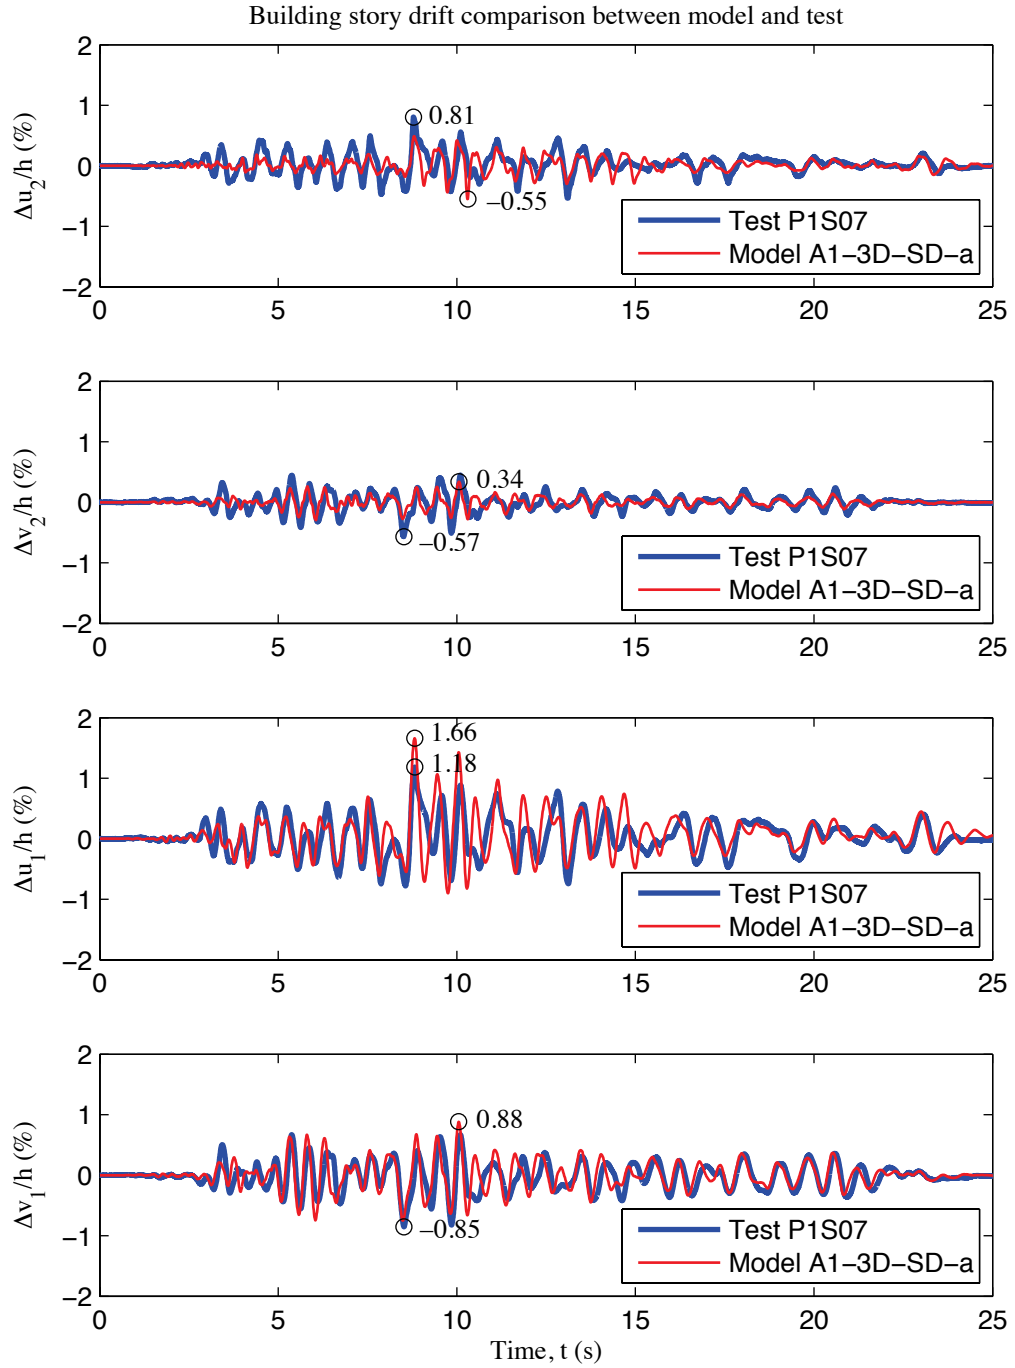 Building story drift comparison between model and test
2
1
0
−1
−2
Δu2/h (%)
0.81
−0.55
Test P1S07
Model A1−3D−SD−a
0 5 10 15 20 25
2
1
0
−1
−2
Δv2/h (%)
0.34
−0.57
Test P1S07
Model A1−3D−SD−a
0 5 10 15 20 25
2
1
0
−1
−2
Δu1/h (%)
1.66
1.18
Test P1S07
Model A1−3D−SD−a
0 5 10 15 20 25
2
1
0
−1
−2
Δv1/h (%)
0.88
−0.85
Test P1S07
Model A1−3D−SD−a
0 5 10 15 20 25
Time, t (s)